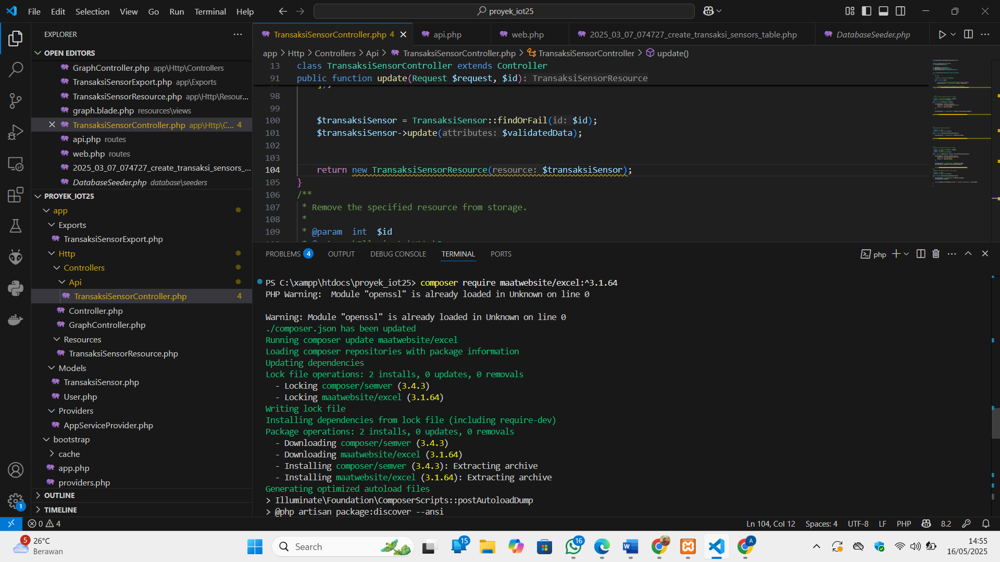 File Edit Selection View Go Run Terminal Help
proyek_iot25
EXPLORER
OPEN EDITORS
GraphController.php app\Http\Controllers
TransaksiSensorExport.php app\Exports
TransaksiSensorResource.php app\Http\Resour...
graph.blade.php resources\views
TransaksiSensorController.php app\Http\C... 4
api.php routes
web.php routes
2025_03_07_074727_create_transaksi_sensors_...
DatabaseSeeder.php database\seeders
PROYEK_IOT25
app
Exports
TransaksiSensorExport.php
Http
Controllers
Api
TransaksiSensorController.php 4
Controller.php
GraphController.php
Resources
TransaksiSensorResource.php
Models
TransaksiSensor.php
User.php
Providers
AppServiceProvider.php
bootstrap
cache
app.php
providers.php
OUTLINE
TIMELINE
1
TransaksiSensorController.php 4
api.php
web.php
2025_03_07_074727_create_transaksi_sensors_table.php
DatabaseSeeder.php
app > Http > Controllers > Api > TransaksiSensorController.php > TransaksiSensorController > update()
13 class TransaksiSensorController extends Controller
91 public function update(Request $request, $id): TransaksiSensorResource
98
99
100 $transaksiSensor = TransaksiSensor::findOrFail(id: $id);
101 $transaksiSensor->update(attributes: $validatedData);
102
103
104 return new TransaksiSensorResource(resource: $transaksiSensor);
105 }
106 /**
107 * Remove the specified resource from storage.
108 *
109 * @param int $id
PROBLEMS 4 OUTPUT DEBUG CONSOLE TERMINAL PORTS
php
PS C:\xampp\htdocs\proyek_iot25> composer require maatwebsite/excel:^3.1.64
PHP Warning:  Module "openssl" is already loaded in Unknown on line 0
Warning: Module "openssl" is already loaded in Unknown on line 0
./composer.json has been updated
Running composer update maatwebsite/excel
Loading composer repositories with package information
Updating dependencies
Lock file operations: 2 installs, 0 updates, 0 removals
- Locking composer/semver (3.4.3)
- Locking maatwebsite/excel (3.1.64)
Writing lock file
Installing dependencies from lock file (including require-dev)
Package operations: 2 installs, 0 updates, 0 removals
- Downloading composer/semver (3.4.3)
- Downloading maatwebsite/excel (3.1.64)
- Installing composer/semver (3.4.3): Extracting archive
- Installing maatwebsite/excel (3.1.64): Extracting archive
Generating optimized autoload files
> Illuminate\Foundation\ComposerScripts::postAutoloadDump
> @php artisan package:discover --ansi
0 4
Ln 104, Col 12 Spaces: 4 UTF-8 LF PHP 8.2
5
26°C
Berawan
Search
15
16
A
14:55
16/05/2025